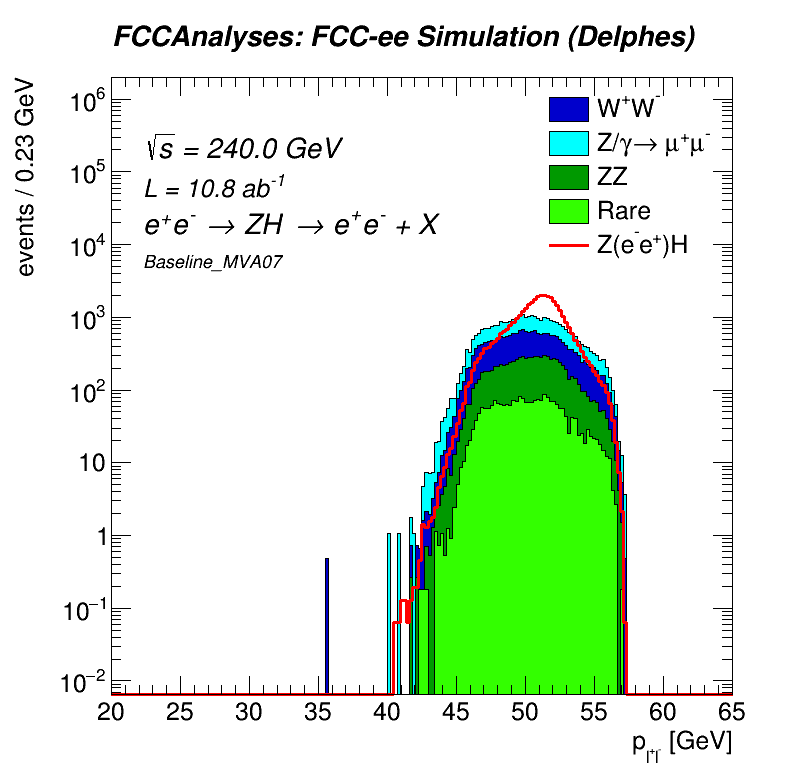 FCCAnalyses: FCC-ee Simulation (Delphes)
events / 0.23 GeV
10⁶
10⁵
10⁴
10³
10²
10
1
10⁻¹
10⁻²
√s = 240.0 GeV
L = 10.8 ab⁻¹
e⁺e⁻ → ZH → e⁺e⁻ + X
Baseline_MVA07
W⁺W⁻
Z/γ→ μ⁺μ⁻
ZZ
Rare
Z(e⁻e⁺)H
20 25 30 35 40 45 50 55 60 65
p_{l⁺l⁻} [GeV]